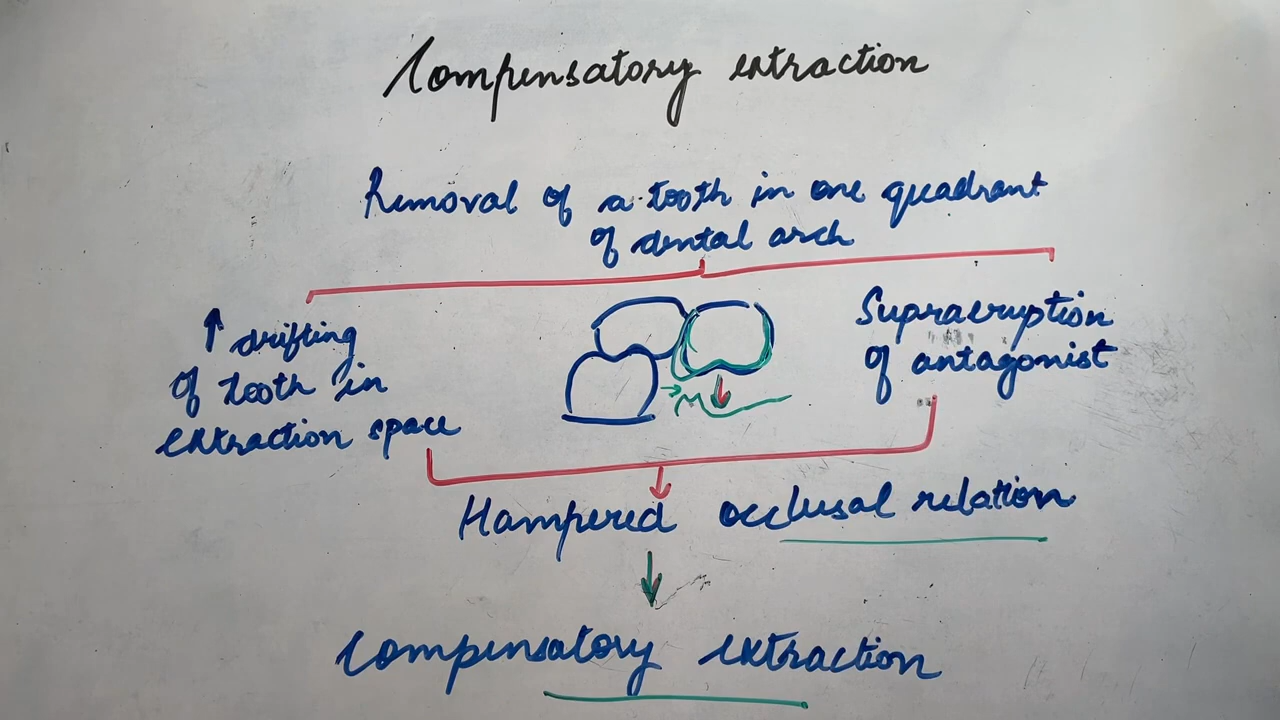 Compensatory extraction
Removal of a tooth in one quadrant
of dental arch
↑ drifting
of tooth in
extraction space
Supraeruption
of antagonist
Hampered occlusal relation
Compensatory extraction